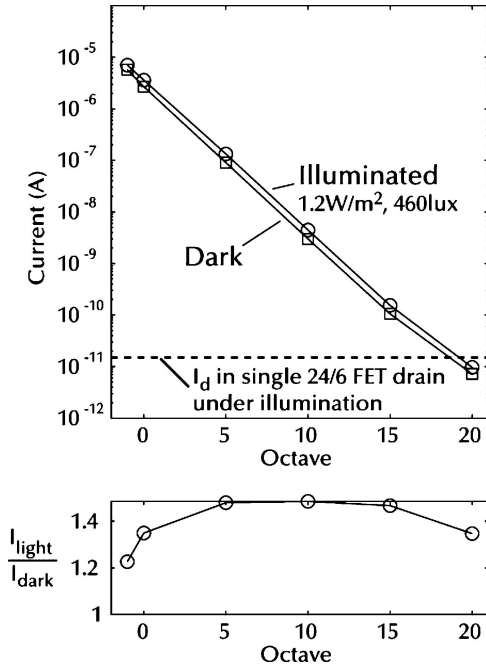 10⁻⁵
10⁻⁶
10⁻⁷
10⁻⁸
10⁻⁹
10⁻¹⁰
10⁻¹¹
10⁻¹²
Current (A)
Illuminated
1.2W/m², 460lux
Dark
I_d in single 24/6 FET drain
under illumination
0 5 10 15 20
Octave
1.4
1.2
1
I_light
I_dark
0 5 10 15 20
Octave